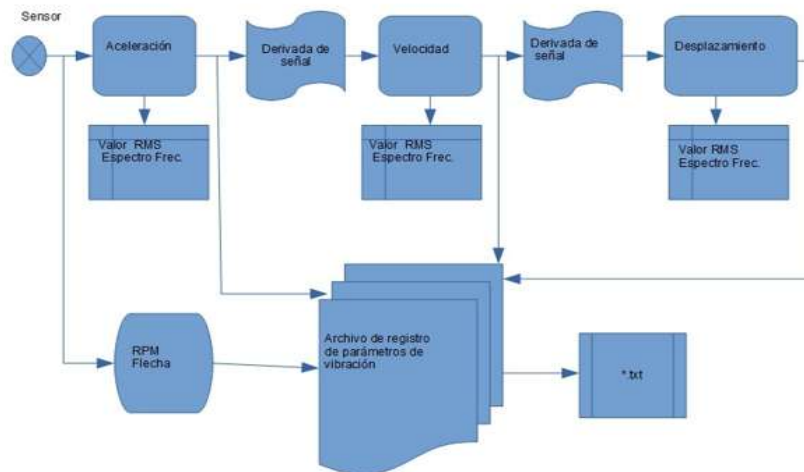 Sensor
Aceleración
Derivada de
señal
Velocidad
Derivada de
señal
Desplazamiento
Valor RMS
Espectro Frec.
Valor RMS
Espectro Frec.
Valor RMS
Espectro Frec.
RPM
Flecha
Archivo de registro
de parámetros de
vibración
*.txt